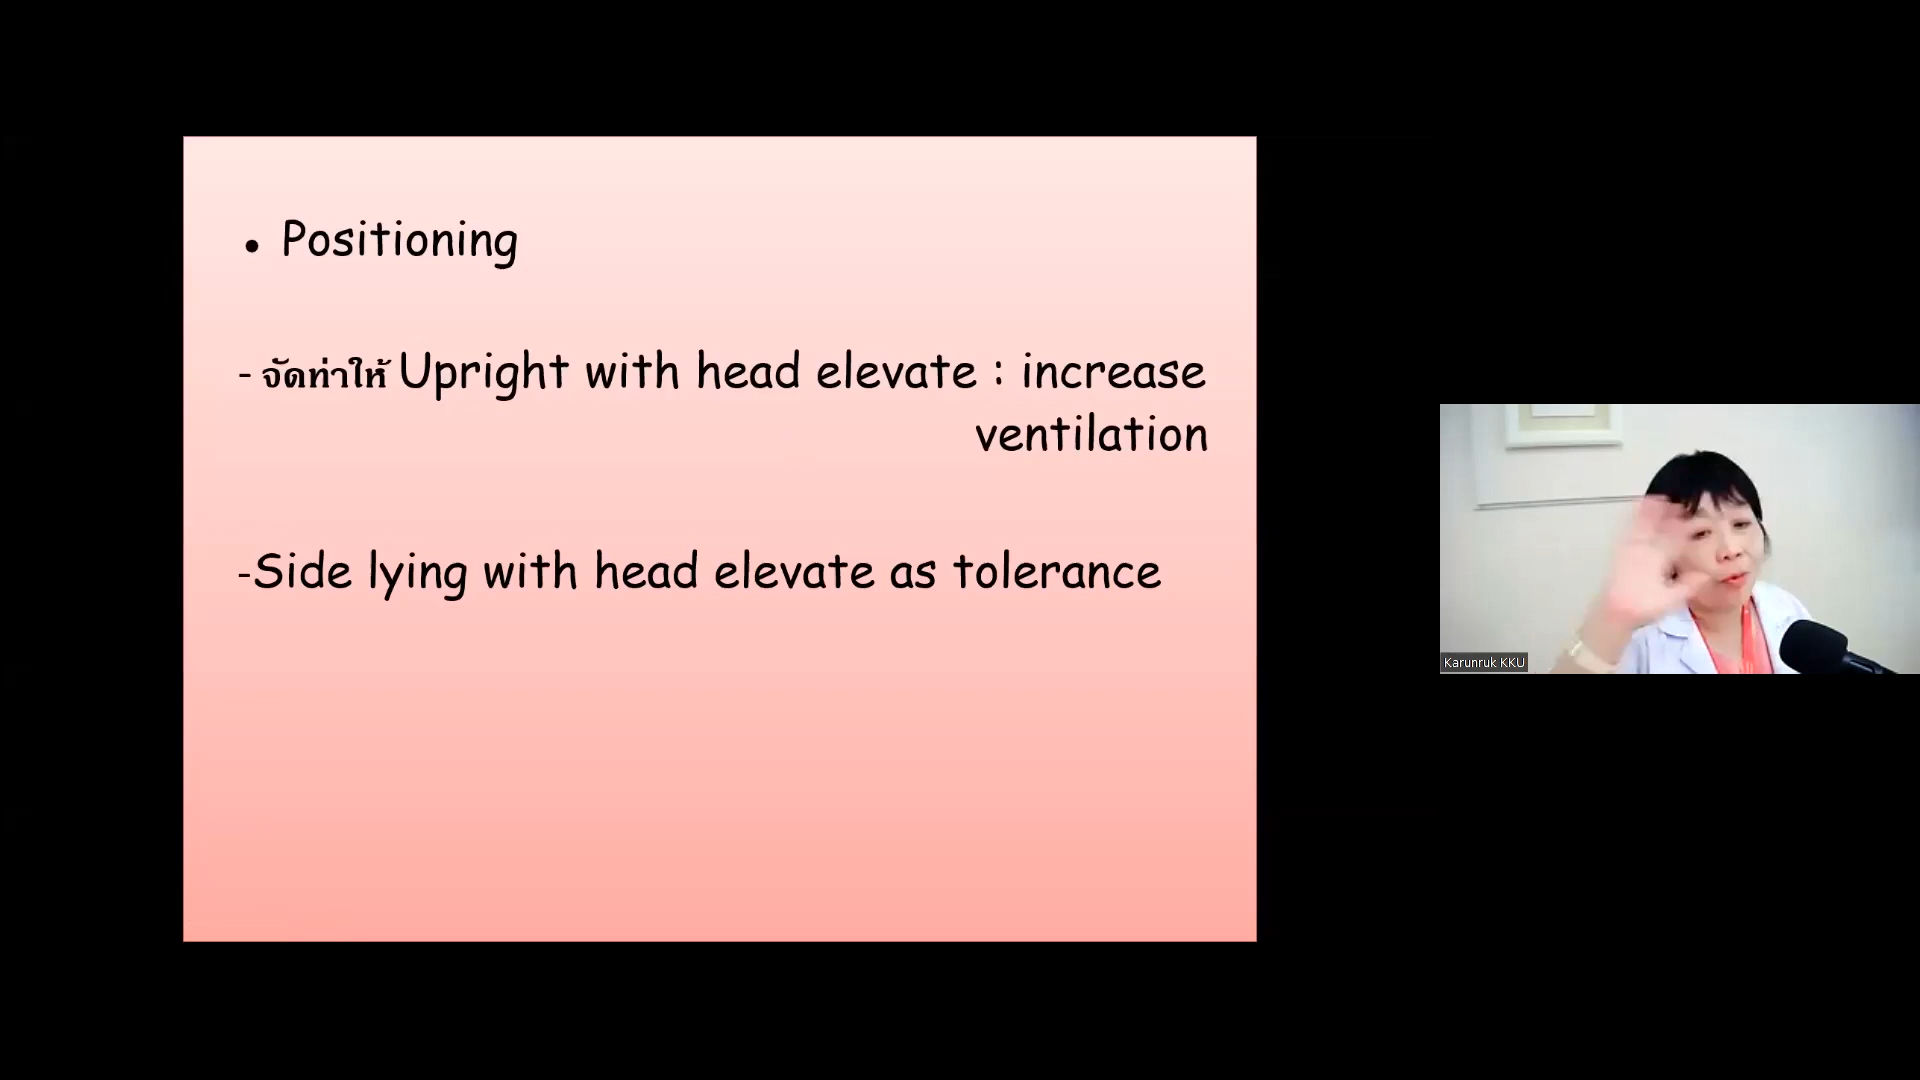 • Positioning
- จัดท่าให้ Upright with head elevate : increase
ventilation
-Side lying with head elevate as tolerance
Karunruk KKU